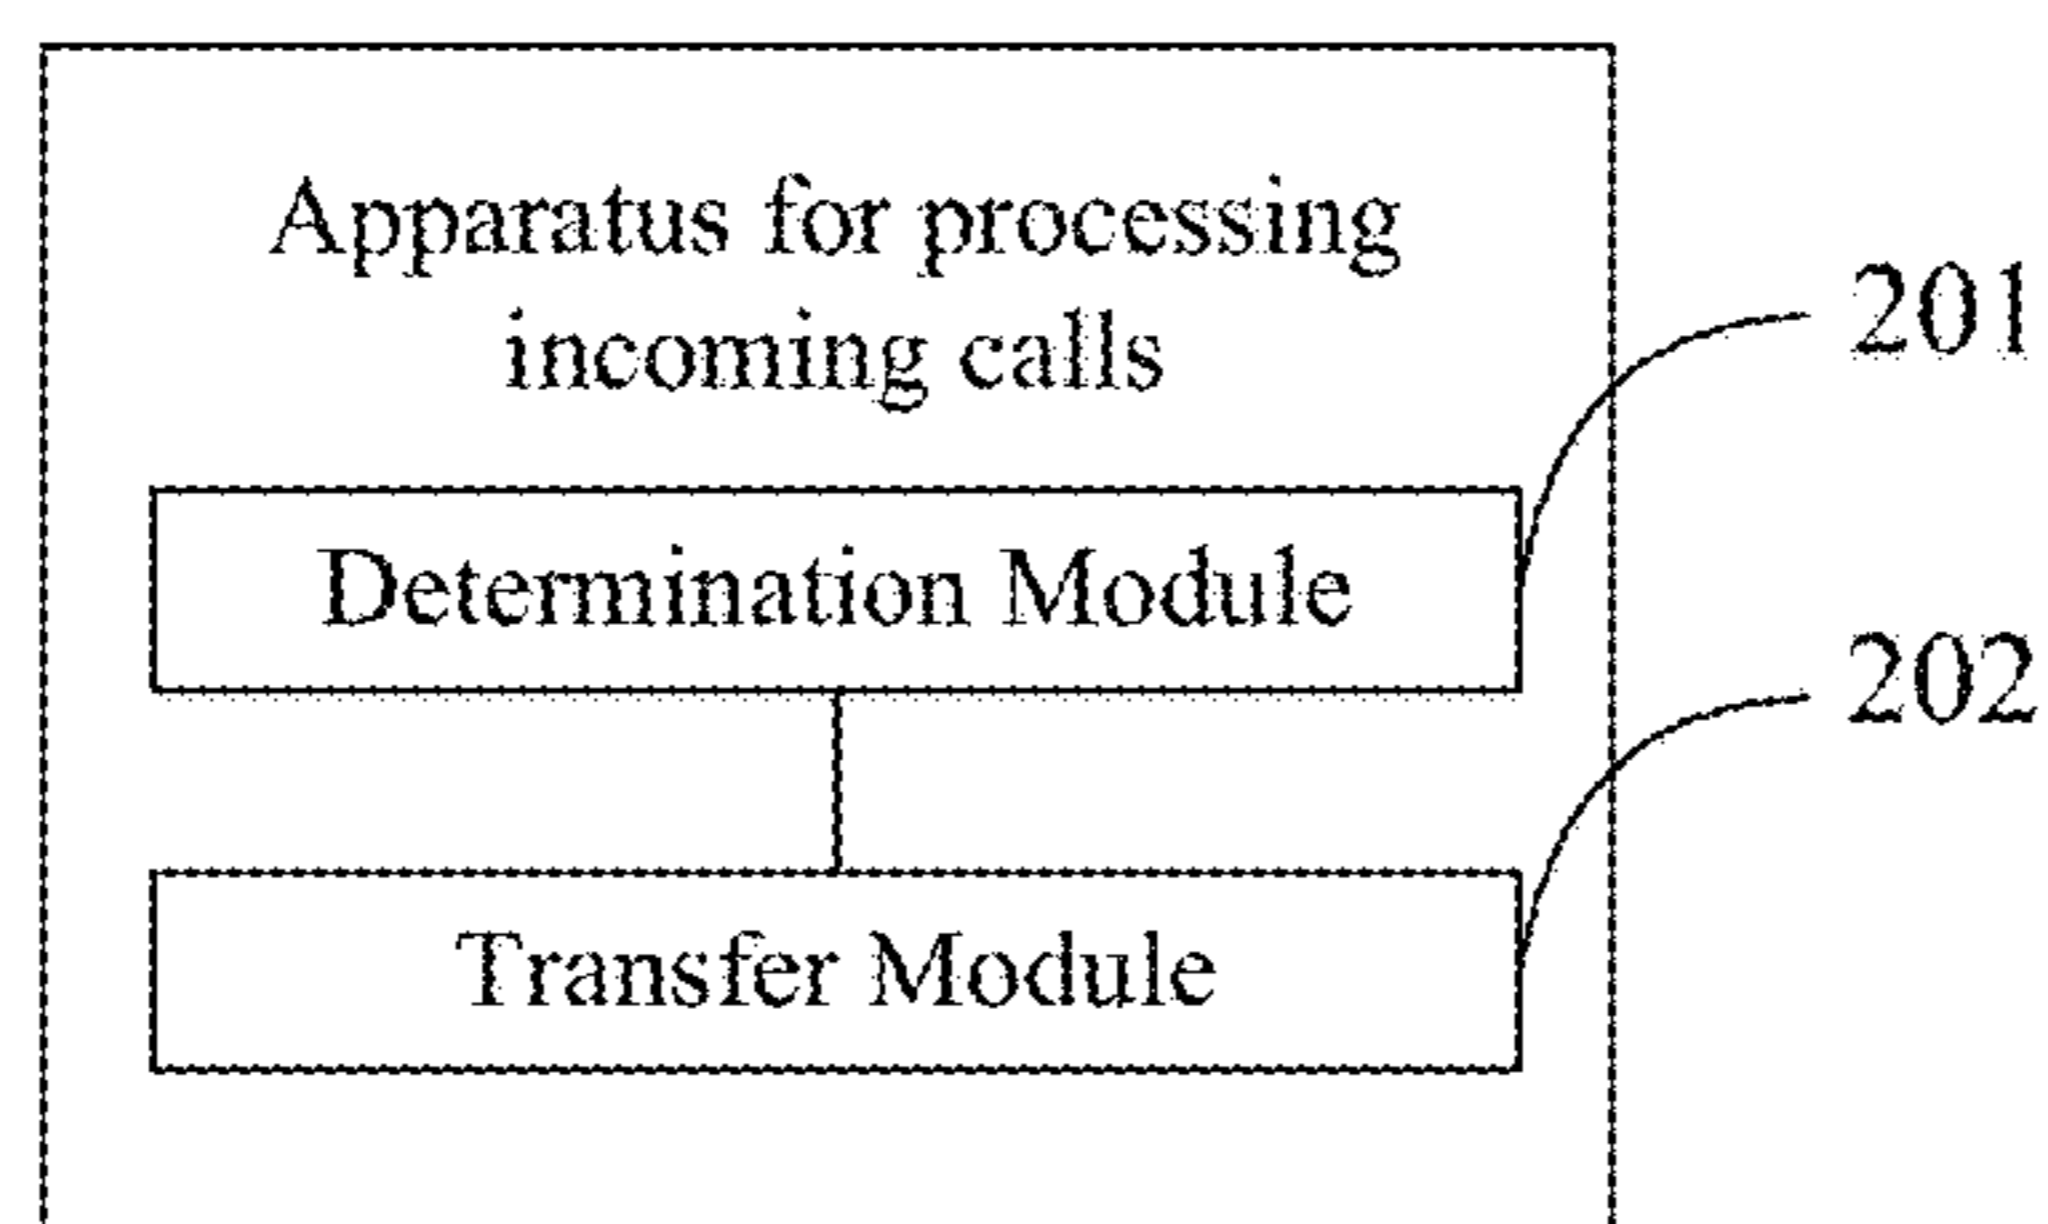 Apparatus for processing
incoming calls
201
Determination Module
202
Transfer Module